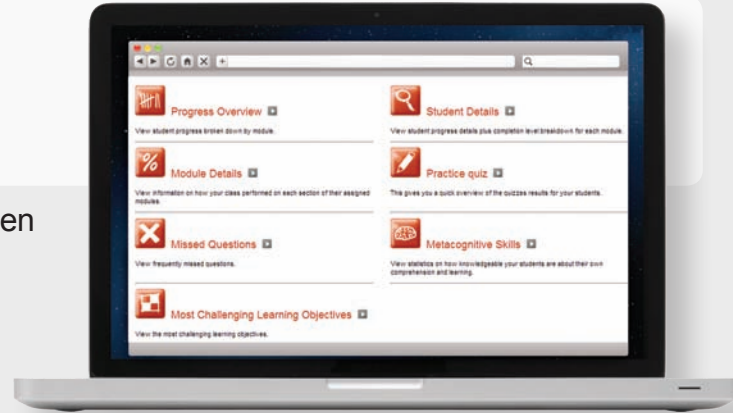 en
Progress Overview
View student progress broken down by module.
Student Details
View student progress details plus completion level breakdown for each module.
Module Details
View information on how your class performed on each section of their assigned
modules.
Practice quiz
This gives you a quick overview of the quizzes results for your students.
Missed Questions
View frequently missed questions.
Metacognitive Skills
View statistics on how knowledgeable your students are about their own
comprehension and learning.
Most Challenging Learning Objectives
View the most challenging learning objectives.